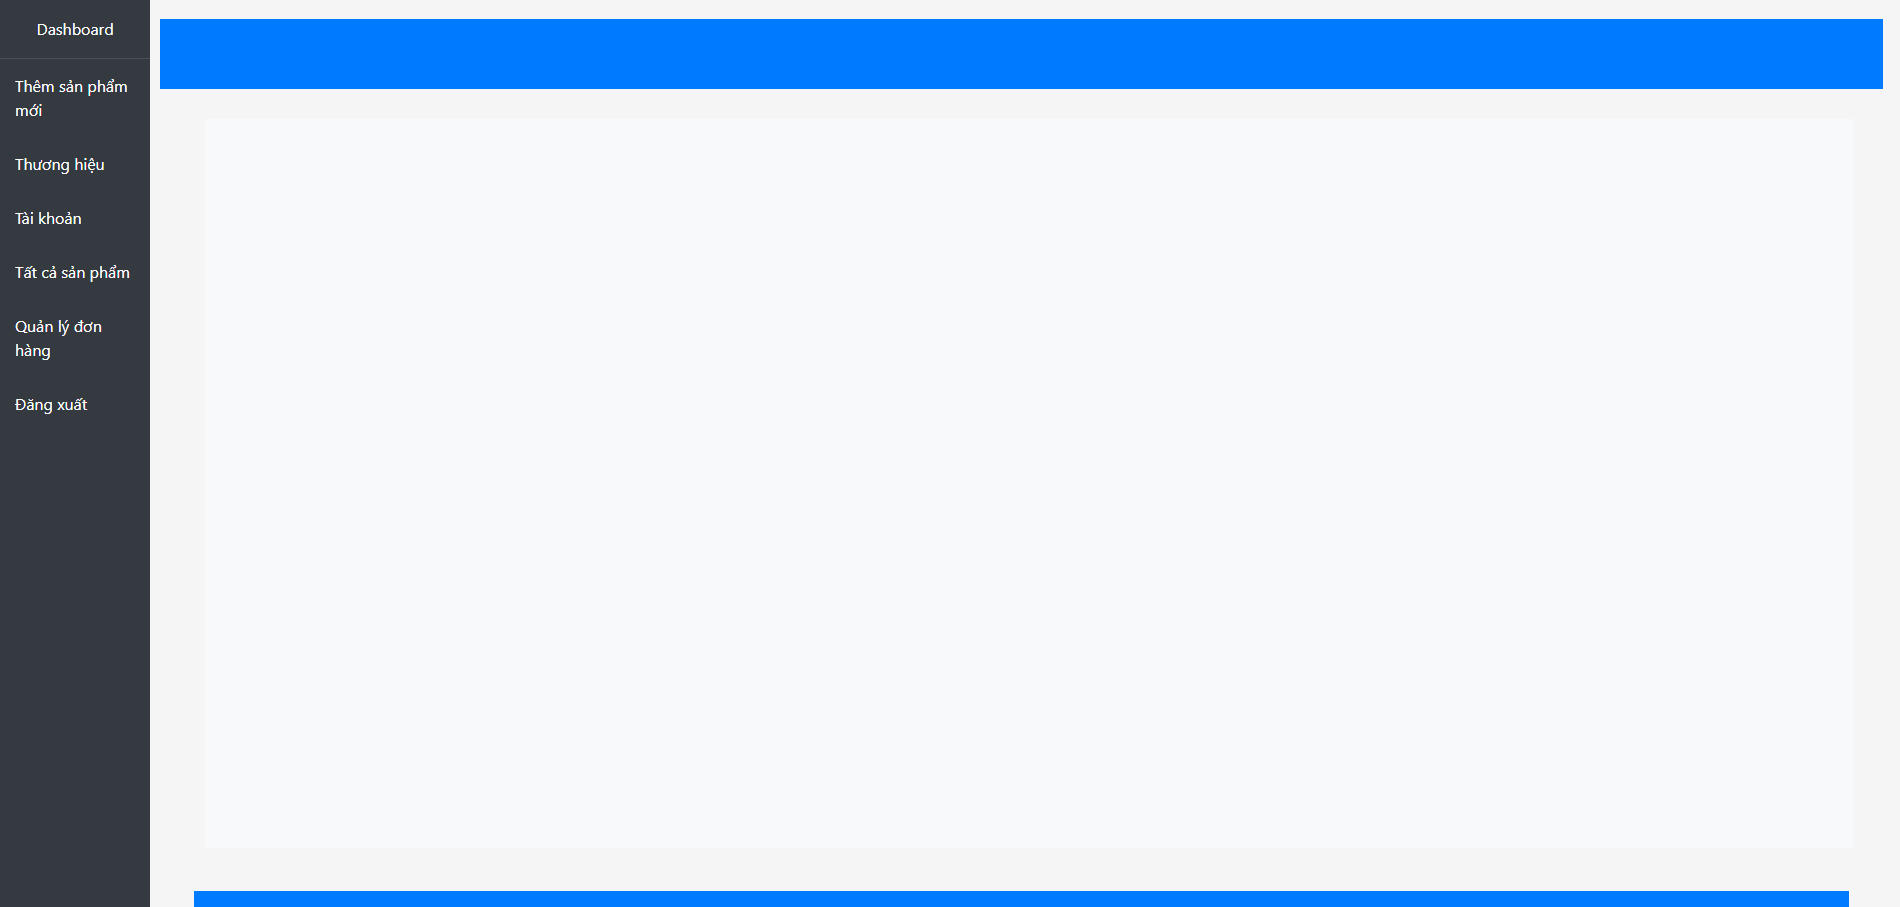 Dashboard
Thêm sản phẩm
mới
Thương hiệu
Tài khoản
Tất cả sản phẩm
Quản lý đơn
hàng
Đăng xuất